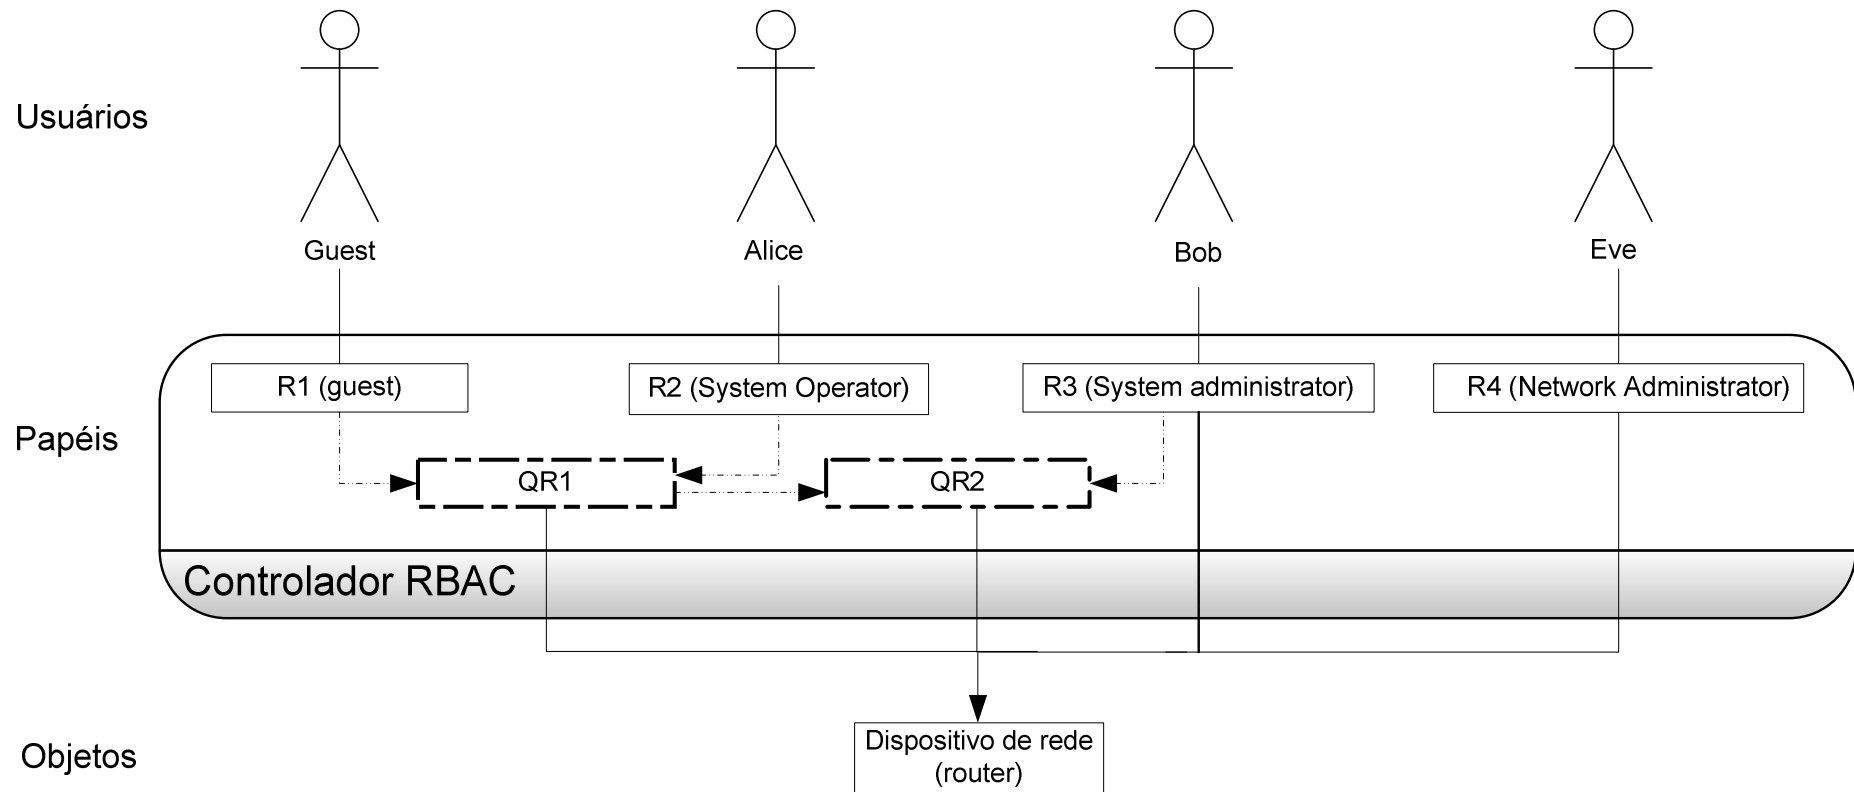 Usuários
Guest
Alice
Bob
Eve
R1 (guest)
R2 (System Operator)
R3 (System administrator)
R4 (Network Administrator)
Papéis
QR1
QR2
Controlador RBAC
Objetos
Dispositivo de rede
(router)